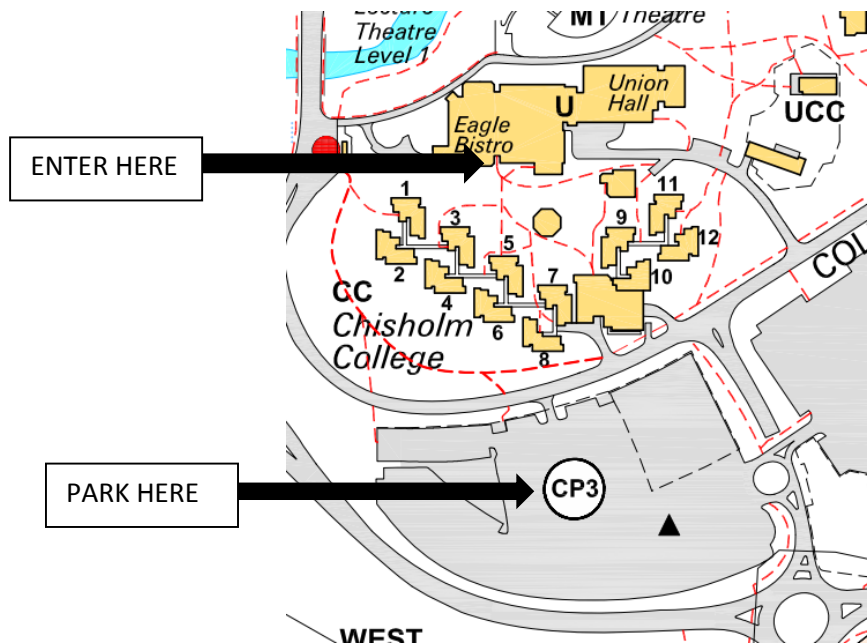 Lecture
Theatre
Level 1
MT
Theatre
Union
Hall
U
UCC
Eagle
Bistro
ENTER HERE
1
2
3
4
5
6
7
8
9
10
11
12
CC
Chisholm
College
COL
PARK HERE
CP3
WEST